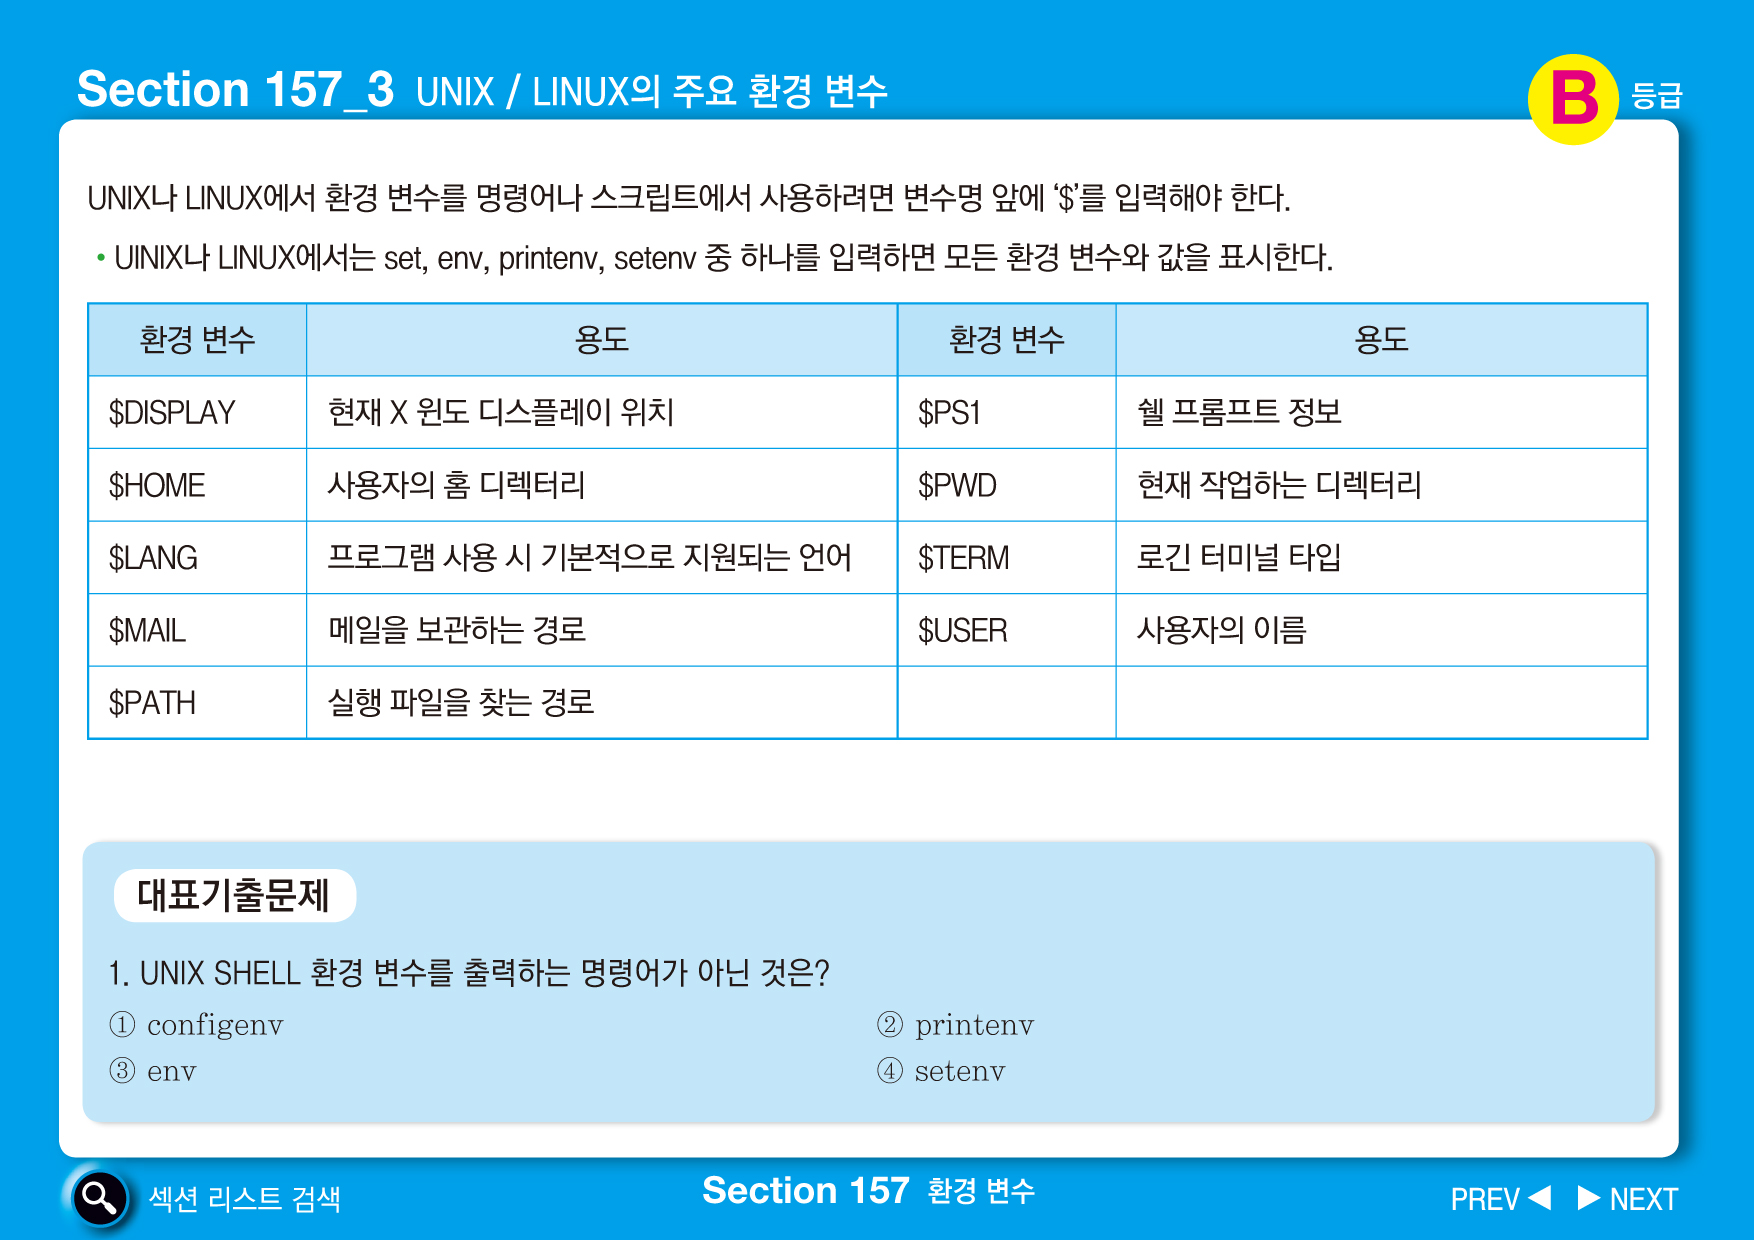 Section 157_3 UNIX / LINUX의 주요 환경 변수
B 등급
UNIX나 LINUX에서 환경 변수를 명령어나 스크립트에서 사용하려면 변수명 앞에 ‘$’를 입력해야 한다.
• UINIX나 LINUX에서는 set, env, printenv, setenv 중 하나를 입력하면 모든 환경 변수와 값을 표시한다.
환경 변수 용도 환경 변수 용도
$DISPLAY 현재 X 윈도 디스플레이 위치 $PS1 쉘 프롬프트 정보
$HOME 사용자의 홈 디렉터리 $PWD 현재 작업하는 디렉터리
$LANG 프로그램 사용 시 기본적으로 지원되는 언어 $TERM 로긴 터미널 타입
$MAIL 메일을 보관하는 경로 $USER 사용자의 이름
$PATH 실행 파일을 찾는 경로
대표기출문제
1. UNIX SHELL 환경 변수를 출력하는 명령어가 아닌 것은?
① configenv ② printenv
③ env ④ setenv
섹션 리스트 검색 Section 157 환경 변수 PREV ◀ ▶ NEXT